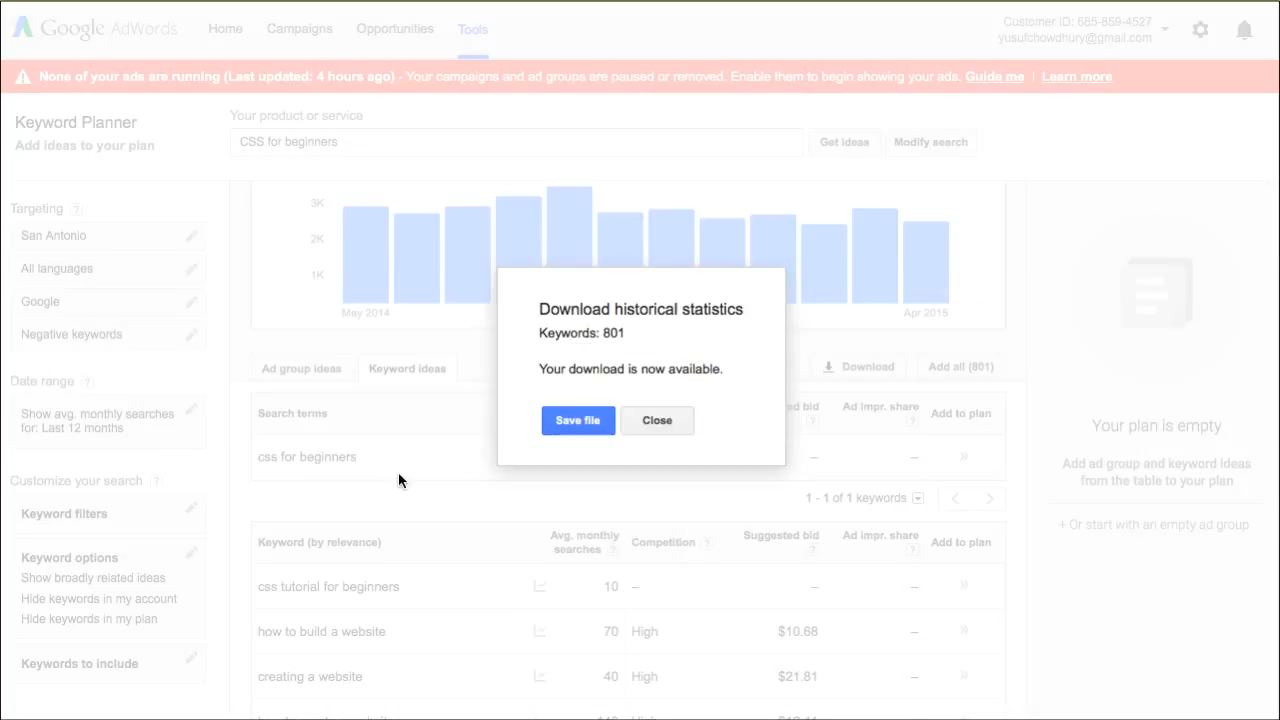 Google AdWords
Home Campaigns Opportunities Tools
Customer ID: 685-859-4527
yusufchowdhury@gmail.com
None of your ads are running (Last updated: 4 hours ago) - Your campaigns and ad groups are paused or removed. Enable them to begin showing your ads. Guide me | Learn more
Keyword Planner
Add ideas to your plan
Your product or service
CSS for beginners
Get ideas
Modify search
Targeting ?
San Antonio
All languages
Google
Negative keywords
Date range ?
Show avg. monthly searches
for: Last 12 months
Customize your search ?
Keyword filters
Keyword options
Show broadly related ideas
Hide keywords in my account
Hide keywords in my plan
Keywords to include
3K
2K
1K
May 2014
Apr 2015
Download historical statistics
Keywords: 801
Your download is now available.
Save file
Close
Ad group ideas
Keyword ideas
Download
Add all (801)
Search terms
ed bid
?
Ad impr. share
?
Add to plan
css for beginners – – »
1 - 1 of 1 keywords
Keyword (by relevance)
Avg. monthly
searches ?
Competition ?
Suggested bid
?
Ad impr. share
?
Add to plan
css tutorial for beginners 10 – – – »
how to build a website 70 High $10.68 – »
creating a website 40 High $21.81 – »
Your plan is empty
Add ad group and keyword ideas
from the table to your plan
+ Or start with an empty ad group